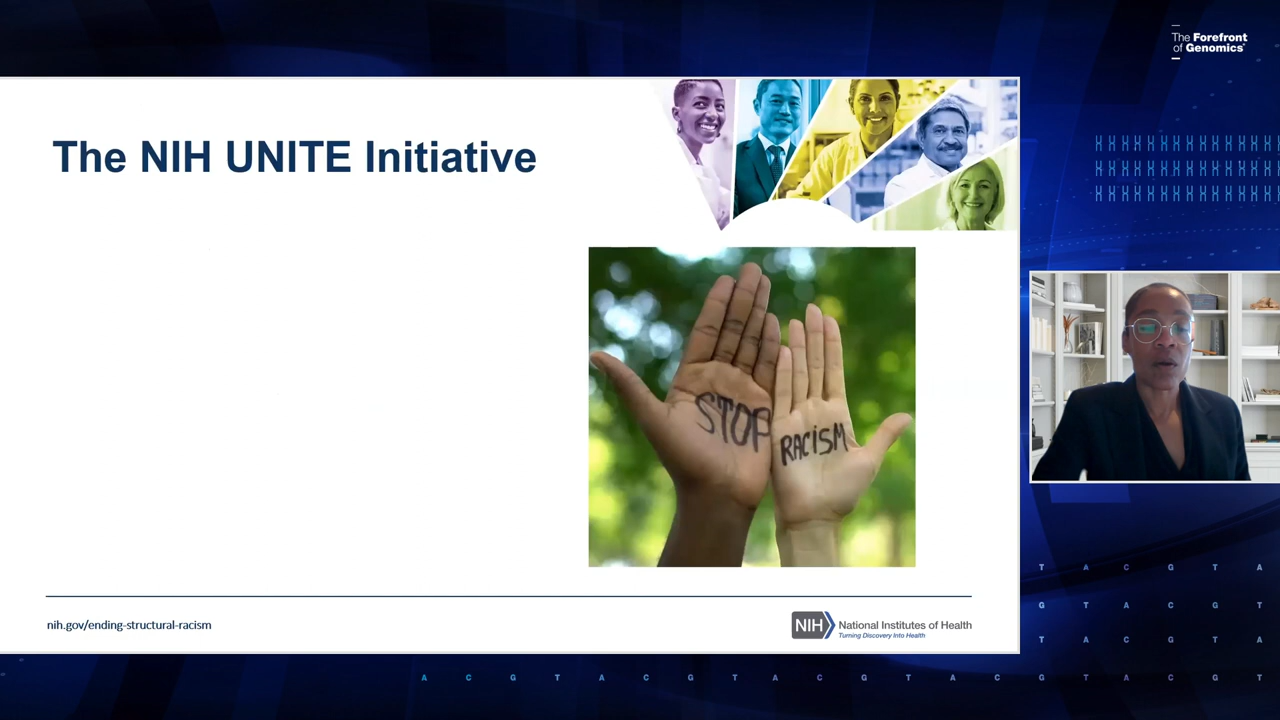 The Forefront
of Genomics®
The NIH UNITE Initiative
STOP
RACISM
nih.gov/ending-structural-racism
NIH
National Institutes of Health
Turning Discovery Into Health
T A C G T A
G T A C G T
T A C G T A
A C G T A C G T A C G T A C G T A C G T